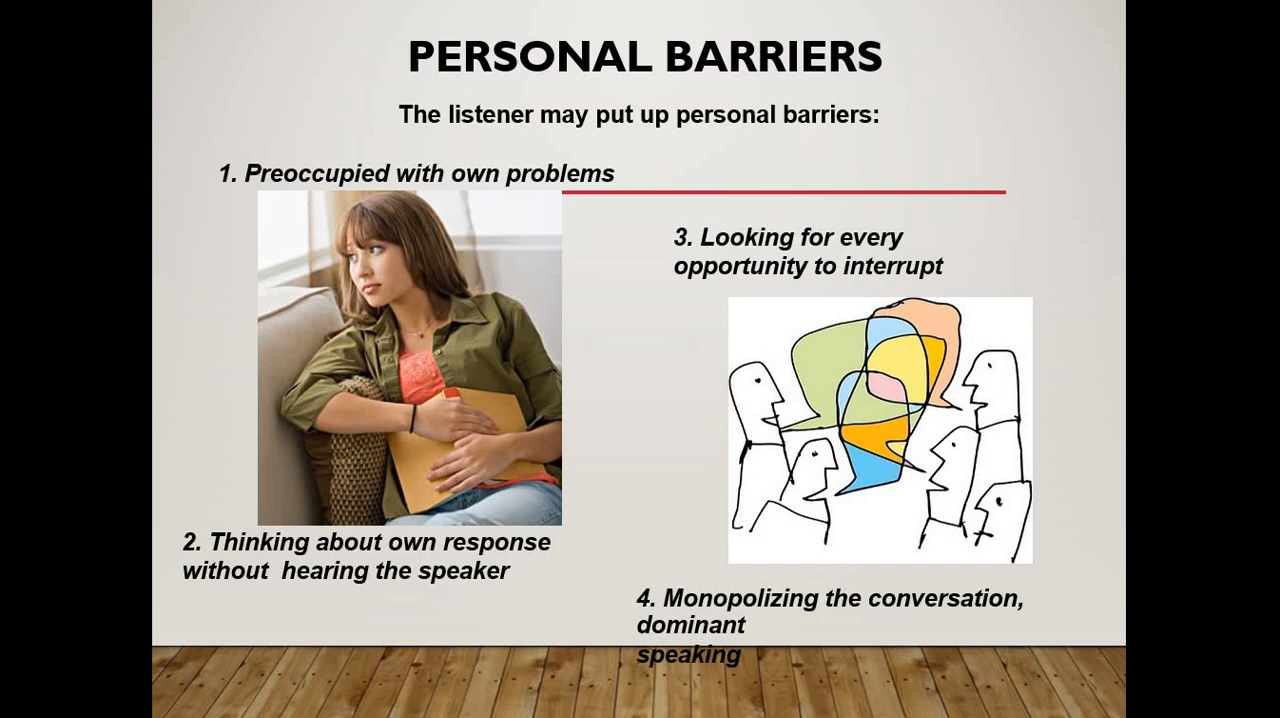 PERSONAL BARRIERS
The listener may put up personal barriers:
1. Preoccupied with own problems
2. Thinking about own response
without  hearing the speaker
3. Looking for every
opportunity to interrupt
4. Monopolizing the conversation,
dominant
speaking